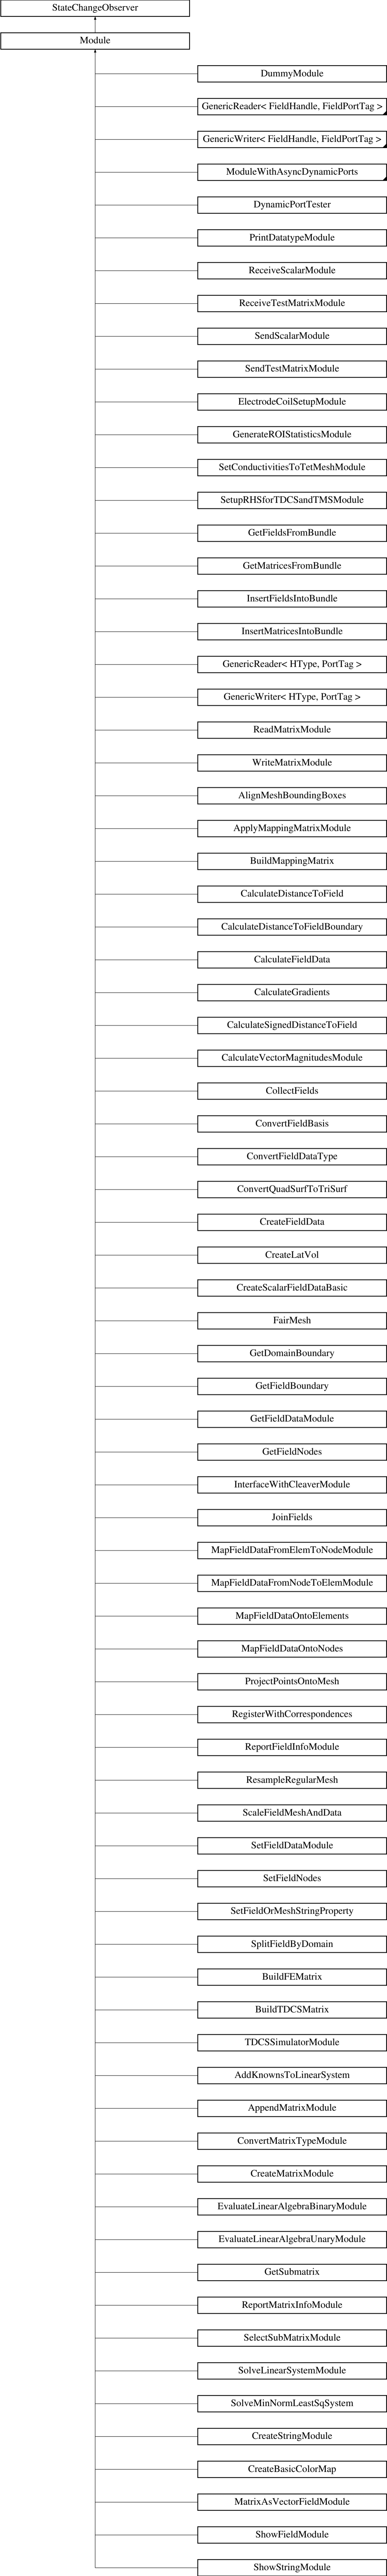 StateChangeObserver
Module
DummyModule
GenericReader< FieldHandle, FieldPortTag >
GenericWriter< FieldHandle, FieldPortTag >
ModuleWithAsyncDynamicPorts
DynamicPortTester
PrintDatatypeModule
ReceiveScalarModule
ReceiveTestMatrixModule
SendScalarModule
SendTestMatrixModule
ElectrodeCoilSetupModule
GenerateROIStatisticsModule
SetConductivitiesToTetMeshModule
SetupRHSforTDCSandTMSModule
GetFieldsFromBundle
GetMatricesFromBundle
InsertFieldsIntoBundle
InsertMatricesIntoBundle
GenericReader< HType, PortTag >
GenericWriter< HType, PortTag >
ReadMatrixModule
WriteMatrixModule
AlignMeshBoundingBoxes
ApplyMappingMatrixModule
BuildMappingMatrix
CalculateDistanceToField
CalculateDistanceToFieldBoundary
CalculateFieldData
CalculateGradients
CalculateSignedDistanceToField
CalculateVectorMagnitudesModule
CollectFields
ConvertFieldBasis
ConvertFieldDataType
ConvertQuadSurfToTriSurf
CreateFieldData
CreateLatVol
CreateScalarFieldDataBasic
FairMesh
GetDomainBoundary
GetFieldBoundary
GetFieldDataModule
GetFieldNodes
InterfaceWithCleaverModule
JoinFields
MapFieldDataFromElemToNodeModule
MapFieldDataFromNodeToElemModule
MapFieldDataOntoElements
MapFieldDataOntoNodes
ProjectPointsOntoMesh
RegisterWithCorrespondences
ReportFieldInfoModule
ResampleRegularMesh
ScaleFieldMeshAndData
SetFieldDataModule
SetFieldNodes
SetFieldOrMeshStringProperty
SplitFieldByDomain
BuildFEMatrix
BuildTDCSMatrix
TDCSSimulatorModule
AddKnownsToLinearSystem
AppendMatrixModule
ConvertMatrixTypeModule
CreateMatrixModule
EvaluateLinearAlgebraBinaryModule
EvaluateLinearAlgebraUnaryModule
GetSubmatrix
ReportMatrixInfoModule
SelectSubMatrixModule
SolveLinearSystemModule
SolveMinNormLeastSqSystem
CreateStringModule
CreateBasicColorMap
MatrixAsVectorFieldModule
ShowFieldModule
ShowStringModule